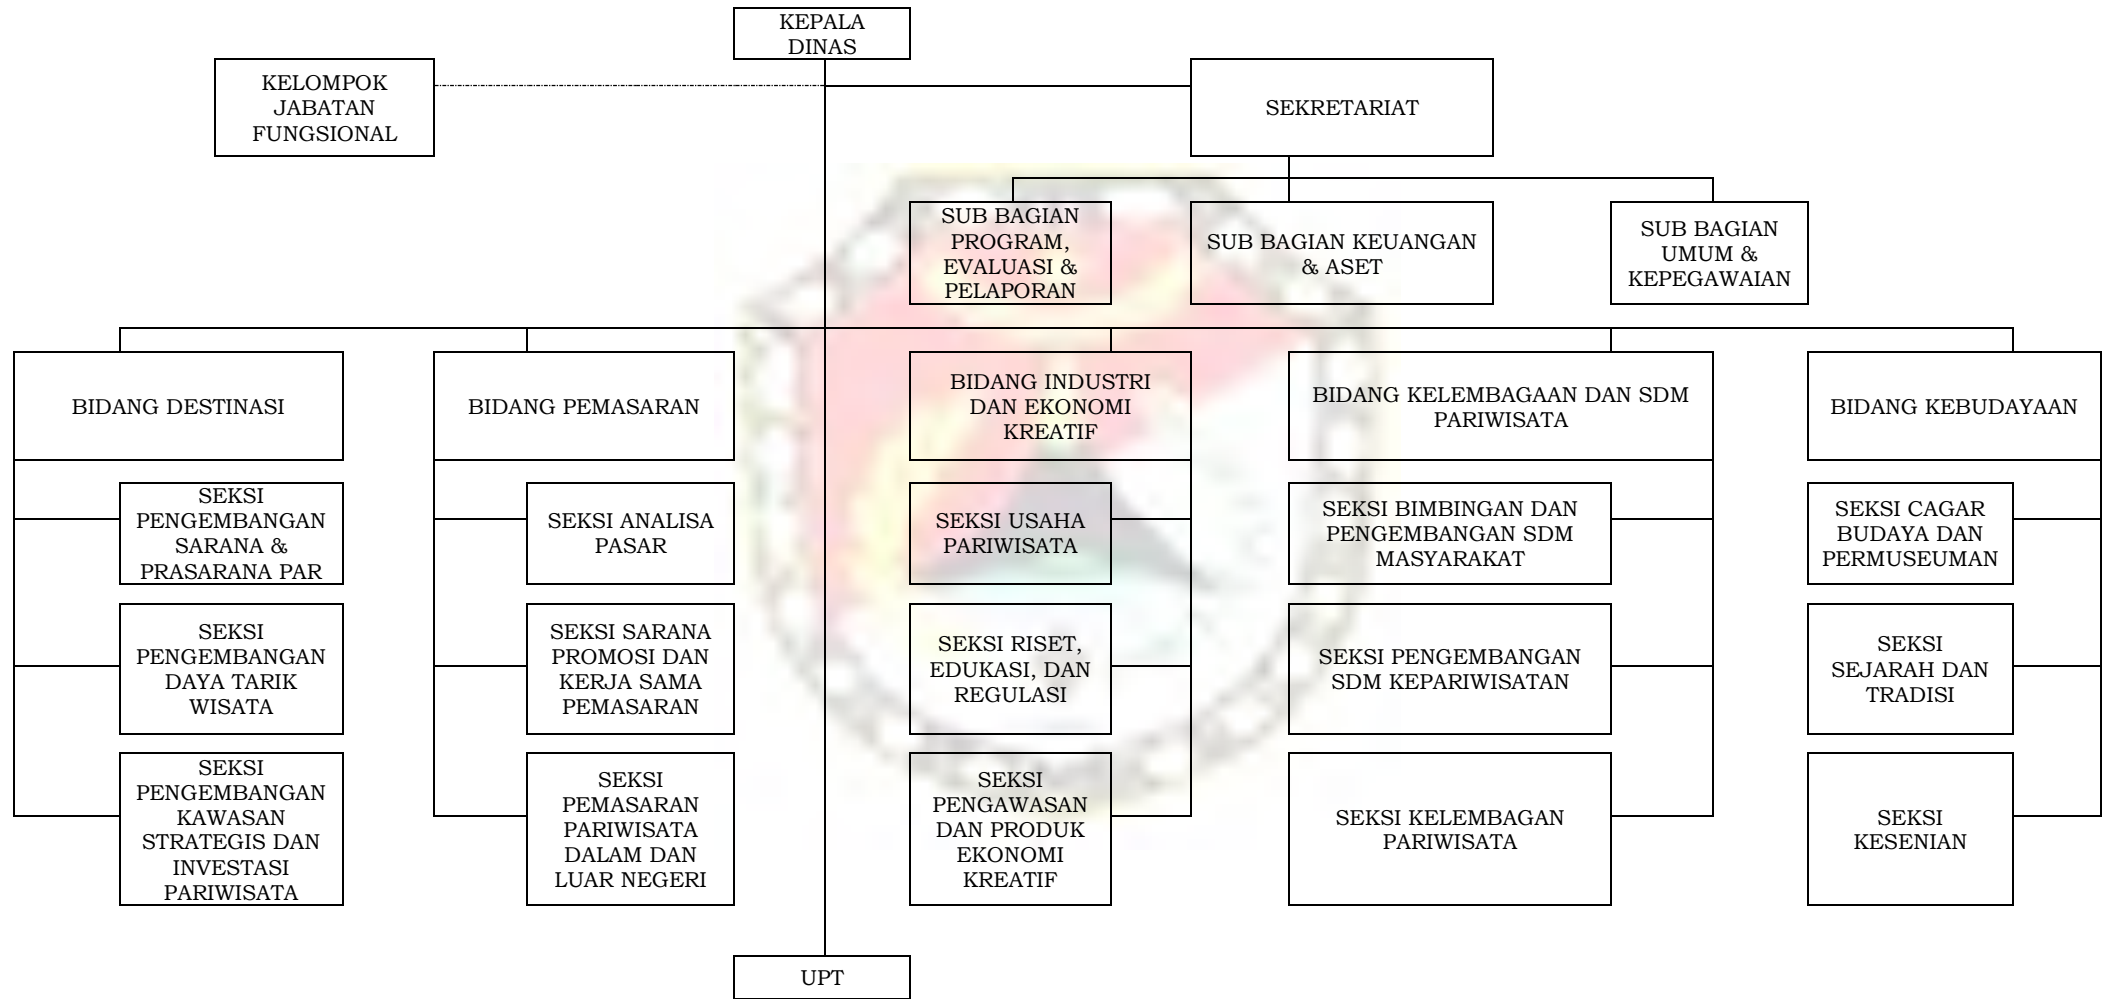 KEPALA
DINAS
KELOMPOK
JABATAN
FUNGSIONAL
SEKRETARIAT
SUB BAGIAN
PROGRAM,
EVALUASI &
PELAPORAN
SUB BAGIAN KEUANGAN
& ASET
SUB BAGIAN
UMUM &
KEPEGAWAIAN
BIDANG DESTINASI
BIDANG PEMASARAN
BIDANG INDUSTRI
DAN EKONOMI
KREATIF
BIDANG KELEMBAGAAN DAN SDM
PARIWISATA
BIDANG KEBUDAYAAN
SEKSI
PENGEMBANGAN
SARANA &
PRASARANA PAR
SEKSI ANALISA
PASAR
SEKSI USAHA
PARIWISATA
SEKSI BIMBINGAN DAN
PENGEMBANGAN SDM
MASYARAKAT
SEKSI CAGAR
BUDAYA DAN
PERMUSEUMAN
SEKSI
PENGEMBANGAN
DAYA TARIK
WISATA
SEKSI SARANA
PROMOSI DAN
KERJA SAMA
PEMASARAN
SEKSI RISET,
EDUKASI, DAN
REGULASI
SEKSI PENGEMBANGAN
SDM KEPARIWISATAN
SEKSI
SEJARAH DAN
TRADISI
SEKSI
PENGEMBANGAN
KAWASAN
STRATEGIS DAN
INVESTASI
PARIWISATA
SEKSI
PEMASARAN
PARIWISATA
DALAM DAN
LUAR NEGERI
SEKSI
PENGAWASAN
DAN PRODUK
EKONOMI
KREATIF
SEKSI KELEMBAGAN
PARIWISATA
SEKSI
KESENIAN
UPT